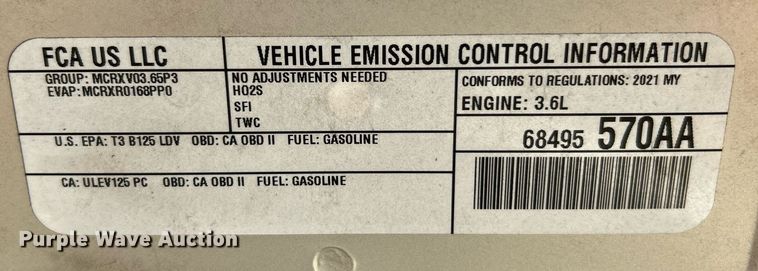 FCA US LLC
VEHICLE EMISSION CONTROL INFORMATION
GROUP: MCRXV03.65P3
EVAP: MCRXR0168PP0
NO ADJUSTMENTS NEEDED
HO2S
SFI
TWC
CONFORMS TO REGULATIONS: 2021 MY
ENGINE: 3.6L
U.S. EPA: T3 B125 LDV OBD: CA OBD II FUEL: GASOLINE
68495 570AA
CA: ULEV125 PC OBD: CA OBD II FUEL: GASOLINE
Purple Wave Auction